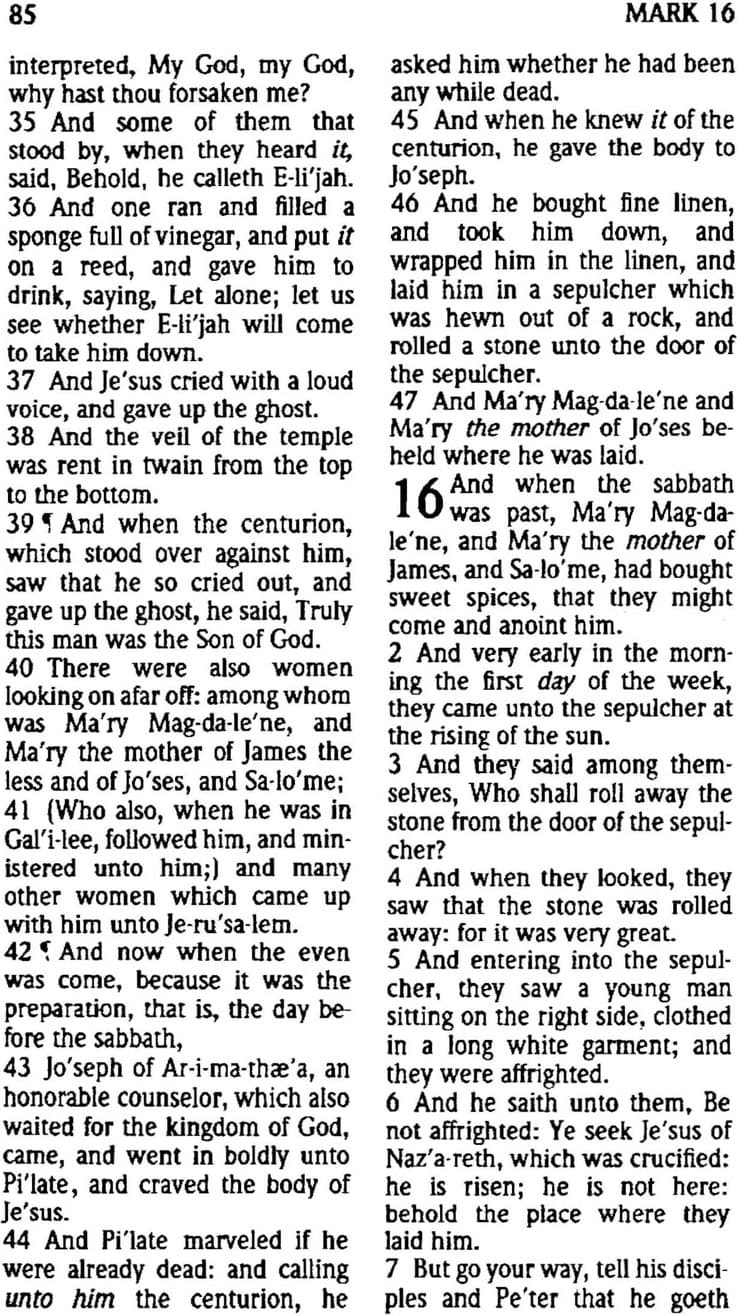 85
MARK 16
interpreted, My God, my God,
why hast thou forsaken me?
35 And some of them that
stood by, when they heard it,
said, Behold, he calleth E-li'jah.
36 And one ran and filled a
sponge full of vinegar, and put it
on a reed, and gave him to
drink, saying, Let alone; let us
see whether E-li'jah will come
to take him down.
37 And Je'sus cried with a loud
voice, and gave up the ghost.
38 And the veil of the temple
was rent in twain from the top
to the bottom.
39 ¶ And when the centurion,
which stood over against him,
saw that he so cried out, and
gave up the ghost, he said, Truly
this man was the Son of God.
40 There were also women
looking on afar off: among whom
was Ma'ry Mag-da-le'ne, and
Ma'ry the mother of James the
less and of Jo'ses, and Sa-lo'me;
41 (Who also, when he was in
Gal'i-lee, followed him, and min-
istered unto him;) and many
other women which came up
with him unto Je-ru'sa-lem.
42 ¶ And now when the even
was come, because it was the
preparation, that is, the day be-
fore the sabbath,
43 Jo'seph of Ar-i-ma-thæ'a, an
honorable counselor, which also
waited for the kingdom of God,
came, and went in boldly unto
Pi'late, and craved the body of
Je'sus.
44 And Pi'late marveled if he
were already dead: and calling
unto him the centurion, he
asked him whether he had been
any while dead.
45 And when he knew it of the
centurion, he gave the body to
Jo'seph.
46 And he bought fine linen,
and took him down, and
wrapped him in the linen, and
laid him in a sepulcher which
was hewn out of a rock, and
rolled a stone unto the door of
the sepulcher.
47 And Ma'ry Mag-da-le'ne and
Ma'ry the mother of Jo'ses be-
held where he was laid.
16 And when the sabbath
was past, Ma'ry Mag-da-
le'ne, and Ma'ry the mother of
James, and Sa-lo'me, had bought
sweet spices, that they might
come and anoint him.
2 And very early in the morn-
ing the first day of the week,
they came unto the sepulcher at
the rising of the sun.
3 And they said among them-
selves, Who shall roll away the
stone from the door of the sepul-
cher?
4 And when they looked, they
saw that the stone was rolled
away: for it was very great.
5 And entering into the sepul-
cher, they saw a young man
sitting on the right side, clothed
in a long white garment; and
they were affrighted.
6 And he saith unto them, Be
not affrighted: Ye seek Je'sus of
Naz'a-reth, which was crucified:
he is risen; he is not here:
behold the place where they
laid him.
7 But go your way, tell his disci-
ples and Pe'ter that he goeth